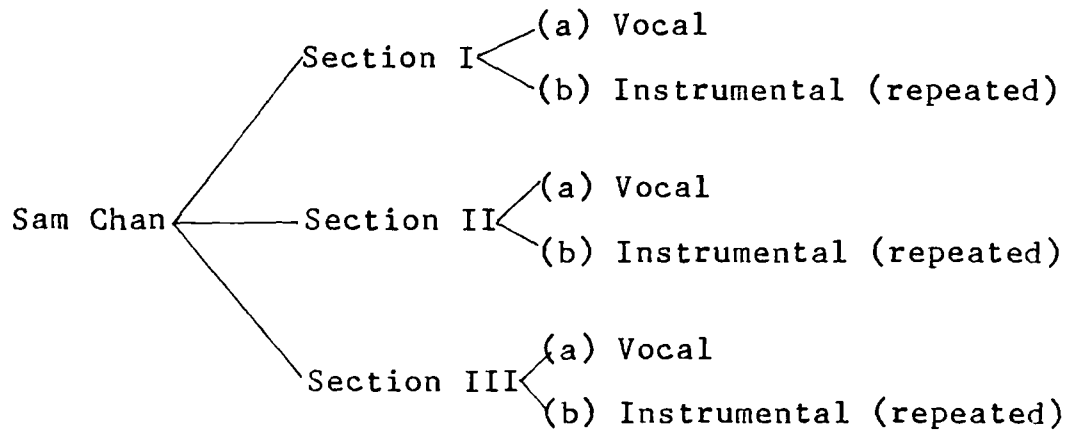 (a) Vocal
Section I
(b) Instrumental (repeated)
(a) Vocal
Sam Chan Section II
(b) Instrumental (repeated)
(a) Vocal
Section III
(b) Instrumental (repeated)